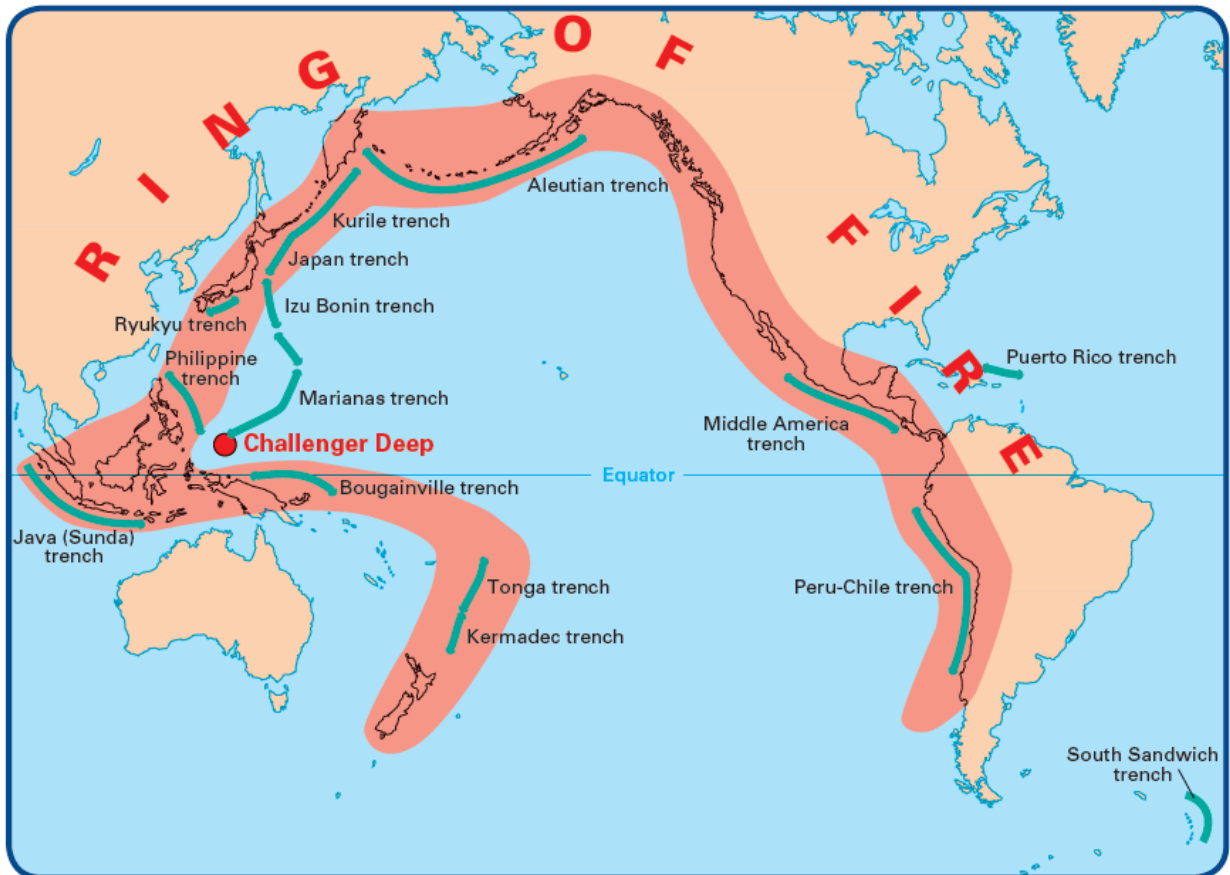 RING OF FIRE
Aleutian trench
Kurile trench
Japan trench
Izu Bonin trench
Ryukyu trench
Philippine
trench
Marianas trench
Challenger Deep
Puerto Rico trench
Middle America
trench
Equator
Bougainville trench
Java (Sunda)
trench
Tonga trench
Peru-Chile trench
Kermadec trench
South Sandwich
trench